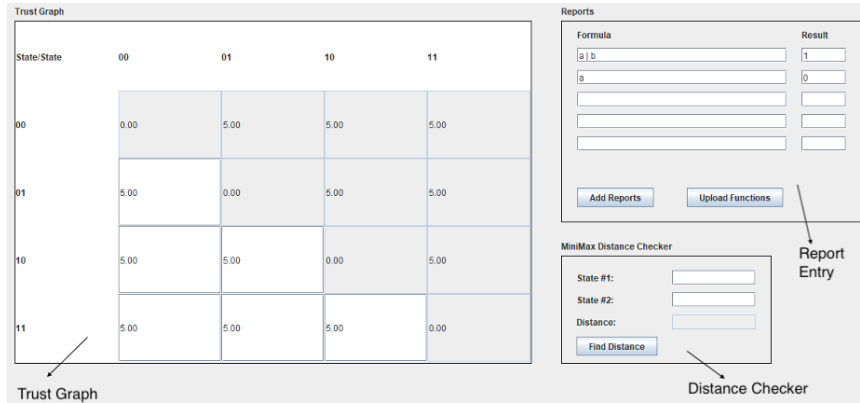 Trust Graph
State/State 00 01 10 11
00 0.00 5.00 5.00 5.00
01 5.00 0.00 5.00 5.00
10 5.00 5.00 0.00 5.00
11 5.00 5.00 5.00 0.00
Trust Graph
Reports
Formula Result
a | b 1
a 0
Add Reports Upload Functions
Report
Entry
MiniMax Distance Checker
State #1:
State #2:
Distance:
Find Distance
Distance Checker